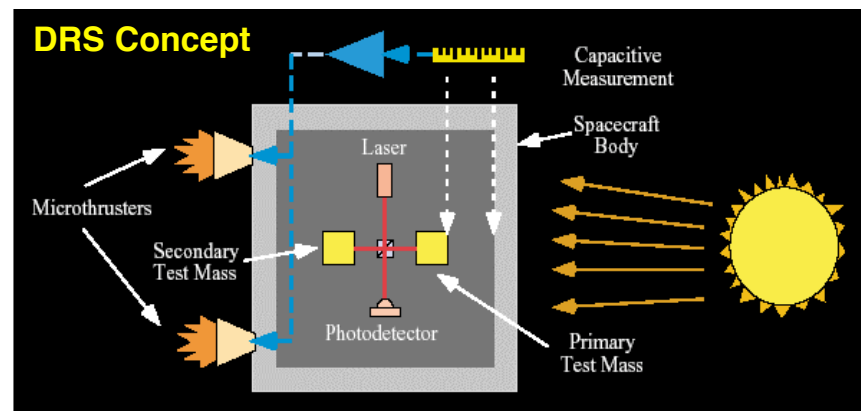 DRS Concept
Capacitive
Measurement
Spacecraft
Body
Laser
Microthrusters
Secondary
Test Mass
Photodetector
Primary
Test Mass